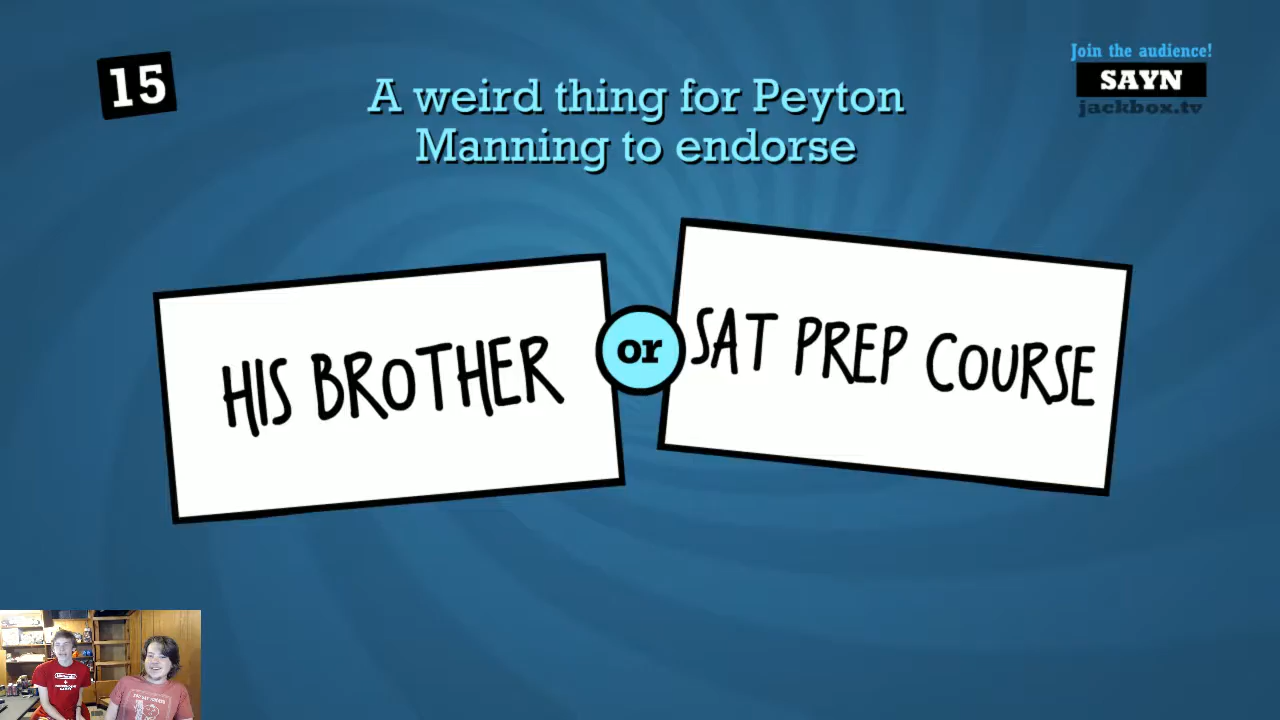 15
Join the audience!
SAYN
jackbox.tv
A weird thing for Peyton
Manning to endorse
HIS BROTHER
or
SAT PREP COURSE